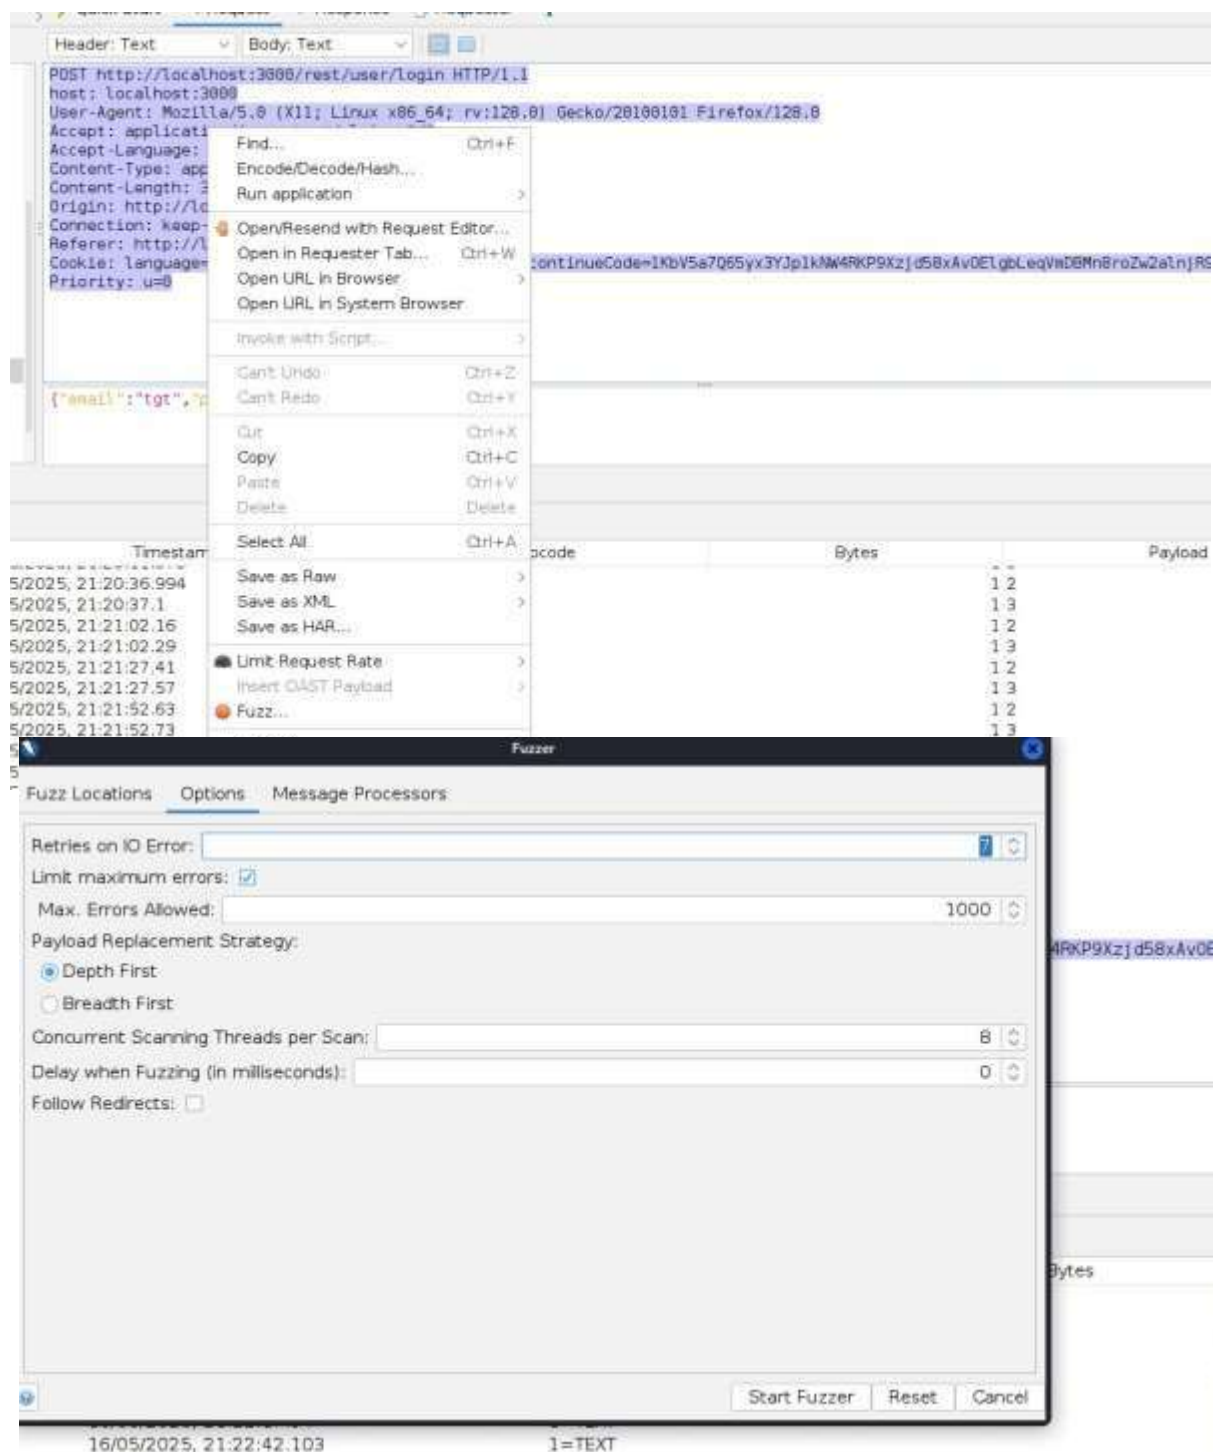 Header: Text Body: Text
POST http://localhost:3000/rest/user/login HTTP/1.1
host: localhost:3000
User-Agent: Mozilla/5.0 (X11; Linux x86_64; rv:128.0) Gecko/20100101 Firefox/128.0
Accept: applicati
Accept-Language:
Content-Type: app
Content-Length: 3
Origin: http://lo
Connection: keep-
Referer: http://l
Cookie: language=
Priority: u=0
Find... Ctrl+F
Encode/Decode/Hash...
Run application
Open/Resend with Request Editor...
Open in Requester Tab... Ctrl+W
Open URL in Browser
Open URL in System Browser
Invoke with Script...
Can't Undo Ctrl+Z
Can't Redo Ctrl+Y
{"email":"tgt","p
Cut Ctrl+X
Copy Ctrl+C
Paste Ctrl+V
Delete Delete
Select All Ctrl+A
Timestam pcode Bytes Payload
Save as Raw
Save as XML
Save as HAR...
Limit Request Rate
Insert OAST Payload
Fuzz...
5/2025, 21:20:36.994 1 2
5/2025, 21:20:37.1 1 3
5/2025, 21:21:02.16 1 2
5/2025, 21:21:02.29 1 3
5/2025, 21:21:27.41 1 2
5/2025, 21:21:27.57 1 3
5/2025, 21:21:52.63 1 2
5/2025, 21:21:52.73 1 3
Fuzzer
Fuzz Locations Options Message Processors
Retries on IO Error: 7
Limit maximum errors:
Max. Errors Allowed: 1000
Payload Replacement Strategy:
Depth First
Breadth First
Concurrent Scanning Threads per Scan: 8
Delay when Fuzzing (in milliseconds): 0
Follow Redirects:
4RKP9Xzjd58xAvOE
Bytes
Start Fuzzer Reset Cancel
16/05/2025, 21:22:42.103 1=TEXT